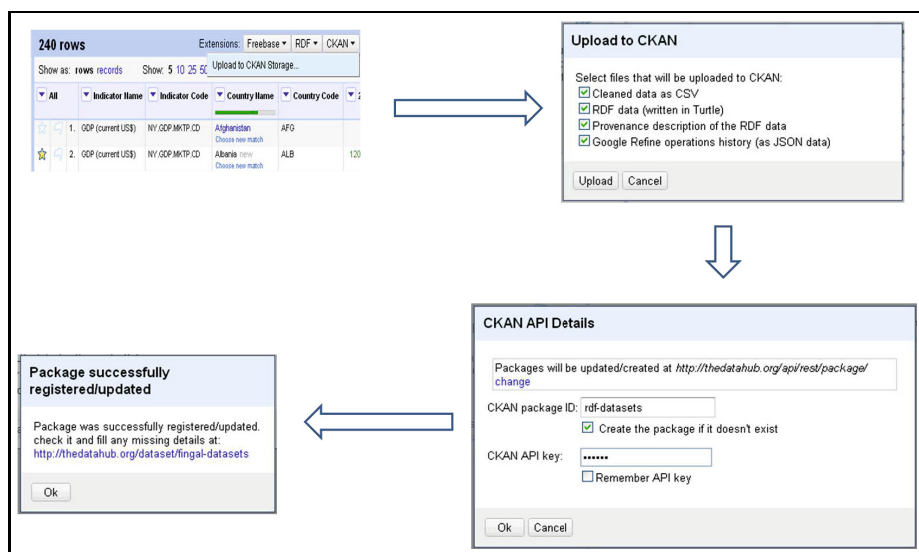 240 rows
Extensions: Freebase RDF CKAN
Upload to CKAN Storage...
Show as: rows records Show: 5 10 25 50
All Indicator Name Indicator Code Country Name Country Code
1. GDP (current US$) NY.GDP.MKTP.CD Afghanistan AFG
Choose new match
2. GDP (current US$) NY.GDP.MKTP.CD Albania new ALB 120
Choose new match
Upload to CKAN
Select files that will be uploaded to CKAN:
Cleaned data as CSV
RDF data (written in Turtle)
Provenance description of the RDF data
Google Refine operations history (as JSON data)
Upload Cancel
CKAN API Details
Packages will be updated/created at http://thedatahub.org/api/rest/package/
change
CKAN package ID: rdf-datasets
Create the package if it doesn't exist
CKAN API key: ••••••
Remember API key
Ok Cancel
Package successfully
registered/updated
Package was successfully registered/updated.
check it and fill any missing details at:
http://thedatahub.org/dataset/fingal-datasets
Ok